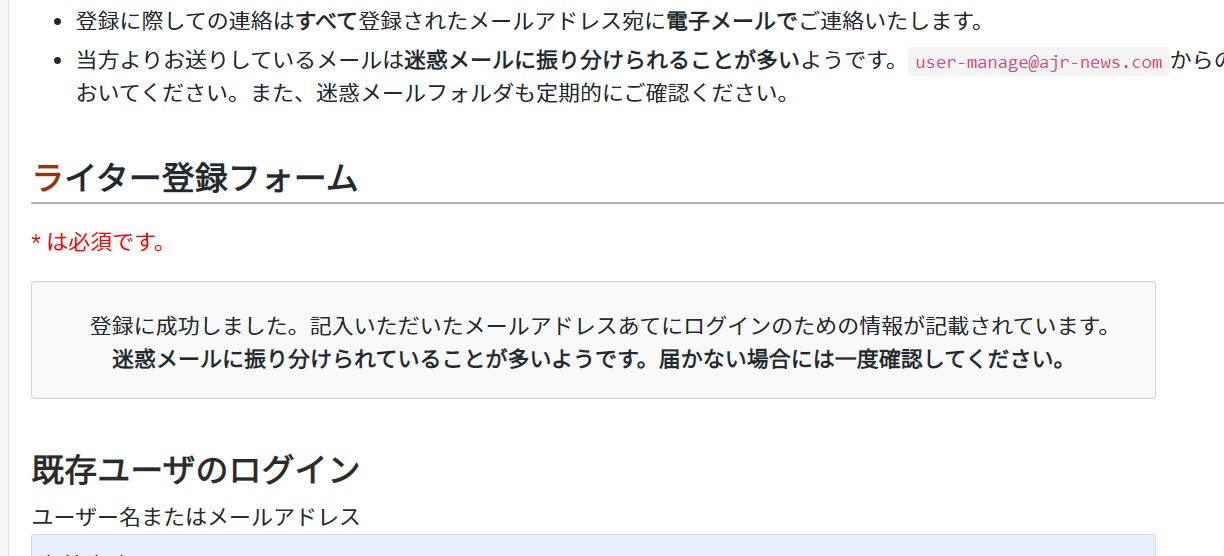 • 登録に際しての連絡はすべて登録されたメールアドレス宛に電子メールでご連絡いたします。
• 当方よりお送りしているメールは迷惑メールに振り分けられることが多いようです。 user-manage@ajr-news.com から
おいてください。また、迷惑メールフォルダも定期的にご確認ください。
ライター登録フォーム
* は必須です。
登録に成功しました。記入いただいたメールアドレスあてにログインのための情報が記載されています。
迷惑メールに振り分けられていることが多いようです。届かない場合には一度確認してください。
既存ユーザのログイン
ユーザー名またはメールアドレス